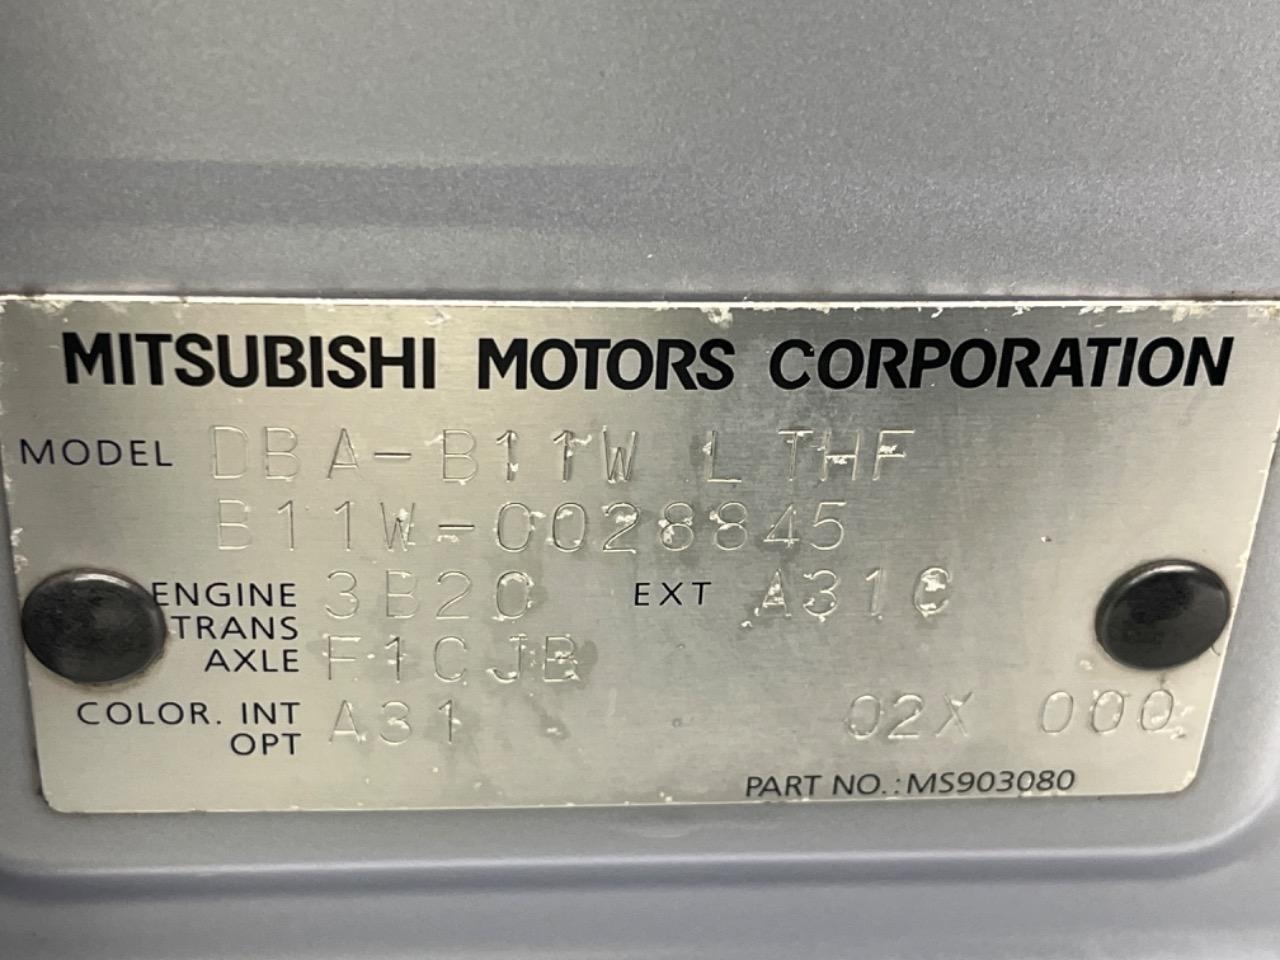 MITSUBISHI MOTORS CORPORATION
MODEL DBA-B11W LTHF
B11W-0028845
ENGINE 3B20 EXT A31C
TRANS
AXLE F1CJB
COLOR. INT A31 02X 000
OPT
PART NO.:MS903080